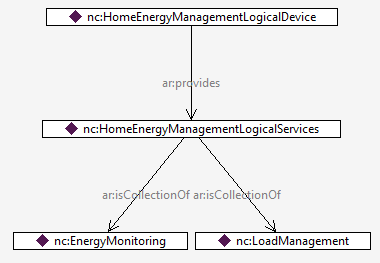 nc:HomeEnergyManagementLogicalDevice
ar:provides
nc:HomeEnergyManagementLogicalServices
ar:isCollectionOf ar:isCollectionOf
nc:EnergyMonitoring nc:LoadManagement